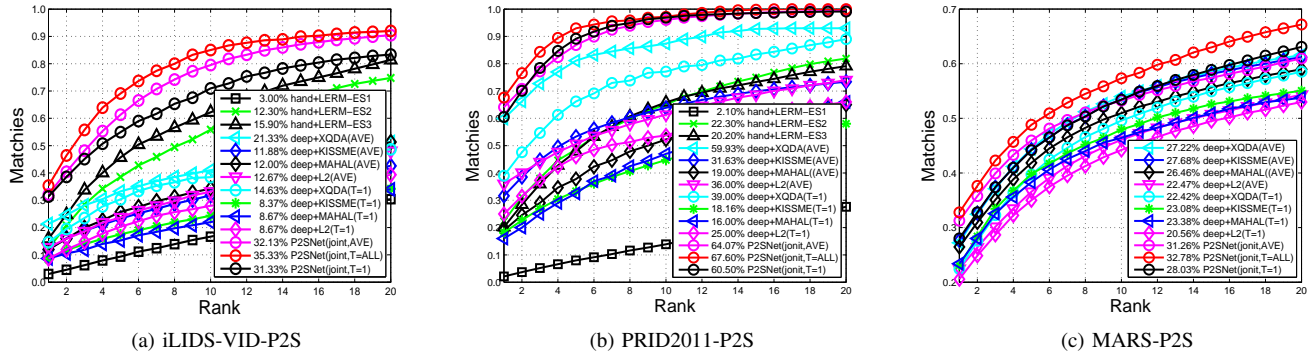 1.0
0.9
0.8
0.7
0.6
0.5
0.4
0.3
0.2
0.1
0.0
Matchies
2 4 6 8 10 12 14 16 18 20
Rank
3.00% hand+LERM-ES1
12.30% hand+LERM-ES2
15.90% hand+LERM-ES3
21.33% deep+XQDA(AVE)
11.88% deep+KISSME(AVE)
12.00% deep+MAHAL(AVE)
12.67% deep+L2(AVE)
14.63% deep+XQDA(T=1)
8.37% deep+KISSME(T=1)
8.67% deep+MAHAL(T=1)
8.67% deep+L2(T=1)
32.13% P2SNet(joint,AVE)
35.33% P2SNet(joint,T=ALL)
31.33% P2SNet(joint,T=1)
(a) iLIDS-VID-P2S
1.0
0.9
0.8
0.7
0.6
0.5
0.4
0.3
0.2
0.1
0.0
Matchies
2 4 6 8 10 12 14 16 18 20
Rank
2.10% hand+LERM-ES1
22.30% hand+LERM-ES2
20.20% hand+LERM-ES3
59.93% deep+XQDA(AVE)
31.63% deep+KISSME(AVE)
19.00% deep+MAHAL((AVE)
36.00% deep+L2(AVE)
39.00% deep+XQDA(T=1)
18.16% deep+KISSME(T=1)
16.00% deep+MAHAL(T=1)
25.00% deep+L2(T=1)
64.07% P2SNet(jonit,AVE)
67.60% P2SNet(jonit,T=ALL)
60.50% P2SNet(jonit,T=1)
(b) PRID2011-P2S
0.7
0.6
0.5
0.4
0.3
0.2
Matchies
2 4 6 8 10 12 14 16 18 20
Rank
27.22% deep+XQDA(AVE)
27.68% deep+KISSME(AVE)
26.46% deep+MAHAL((AVE)
22.47% deep+L2(AVE)
22.42% deep+XQDA(T=1)
23.08% deep+KISSME(T=1)
23.38% deep+MAHAL(T=1)
20.56% deep+L2(T=1)
31.26% P2SNet(jonit,AVE)
32.78% P2SNet(jonit,T=ALL)
28.03% P2SNet(jonit,T=1)
(c) MARS-P2S